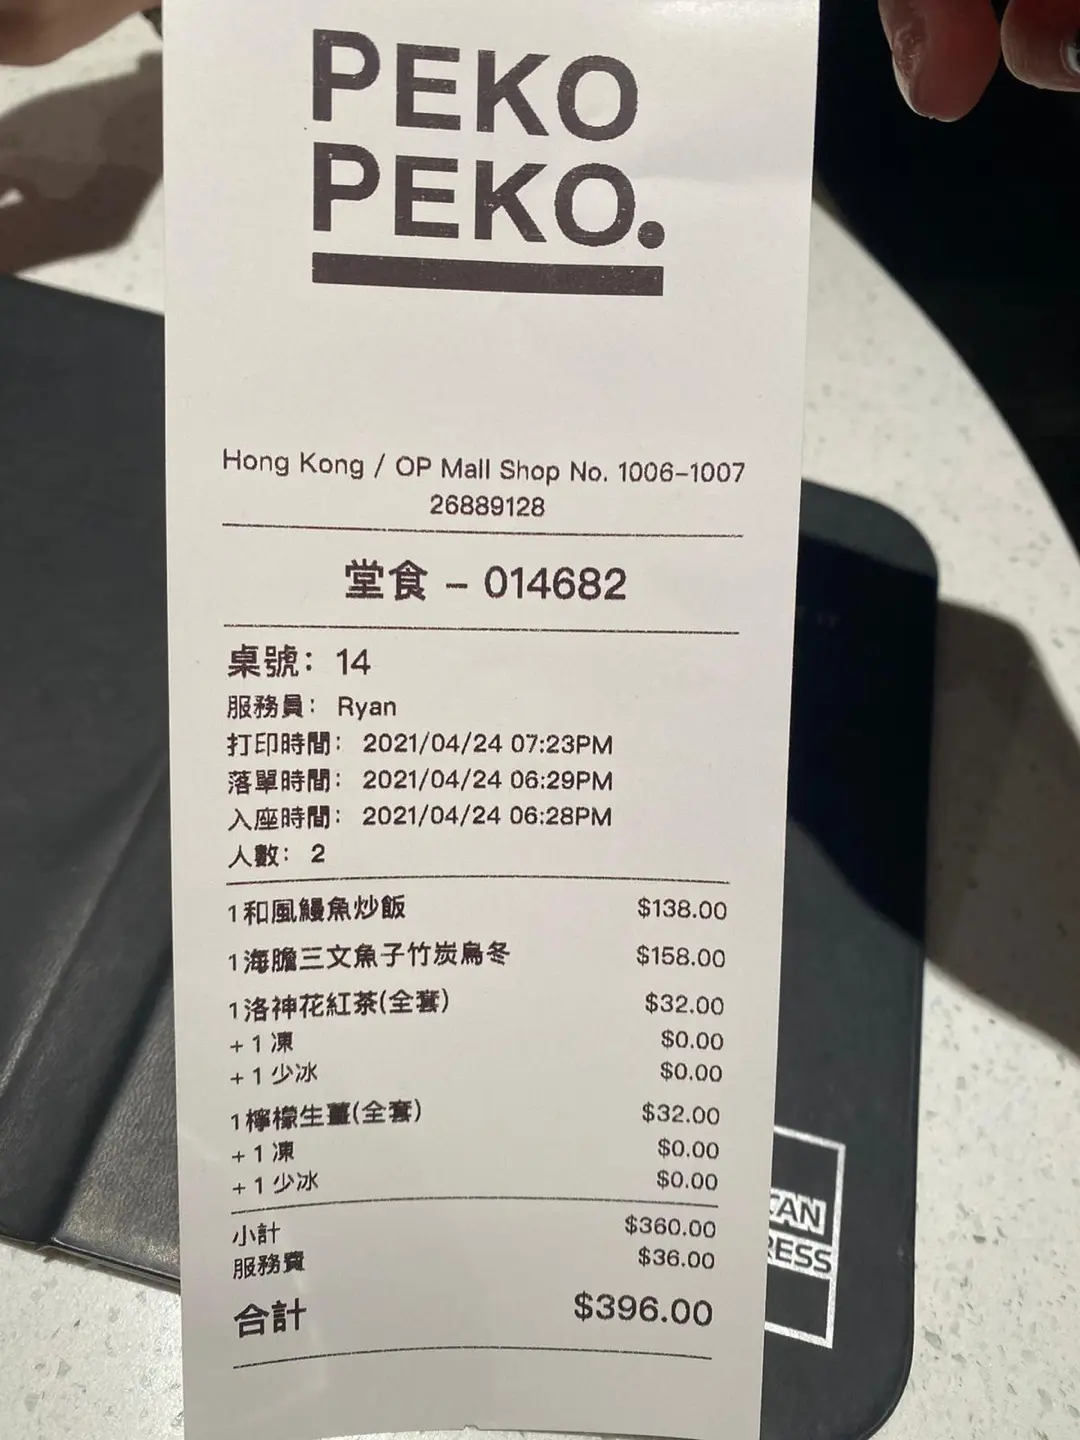 PEKO
PEKO.
Hong Kong / OP Mall Shop No. 1006-1007
26889128
堂食 - 014682
桌號： 14
服務員： Ryan
打印時間： 2021/04/24 07:23PM
落單時間： 2021/04/24 06:29PM
入座時間： 2021/04/24 06:28PM
人數： 2
1 和風鰻魚炒飯 $138.00
1 海膽三文魚子竹炭烏冬 $158.00
1 洛神花紅茶(全套) $32.00
+ 1 凍 $0.00
+ 1 少冰 $0.00
1 檸檬生薑(全套) $32.00
+ 1 凍 $0.00
+ 1 少冰 $0.00
小計 $360.00
服務費 $36.00
合計 $396.00
CAN
RESS